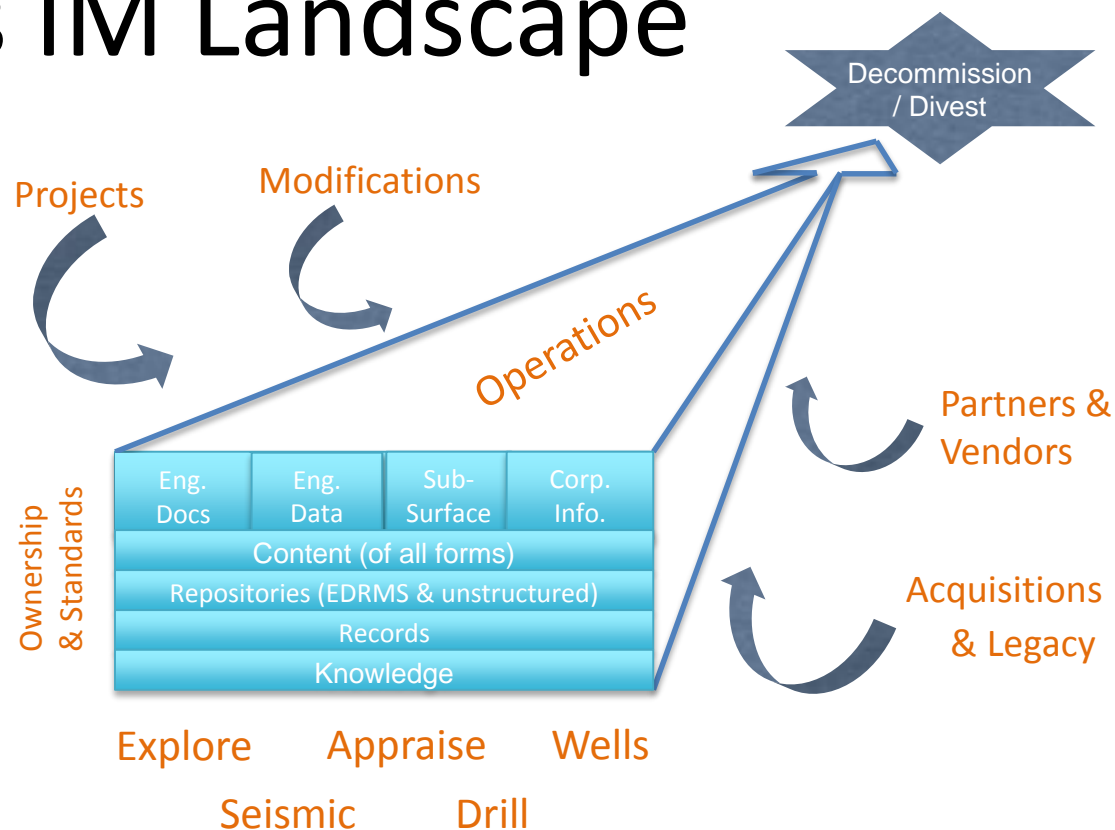 s IM Landscape
Decommission
/ Divest
Projects
Modifications
Operations
Partners &
Vendors
Ownership
& Standards
Eng.
Docs
Eng.
Data
Sub-
Surface
Corp.
Info.
Content (of all forms)
Repositories (EDRMS & unstructured)
Records
Knowledge
Acquisitions
& Legacy
Explore
Appraise
Wells
Seismic
Drill